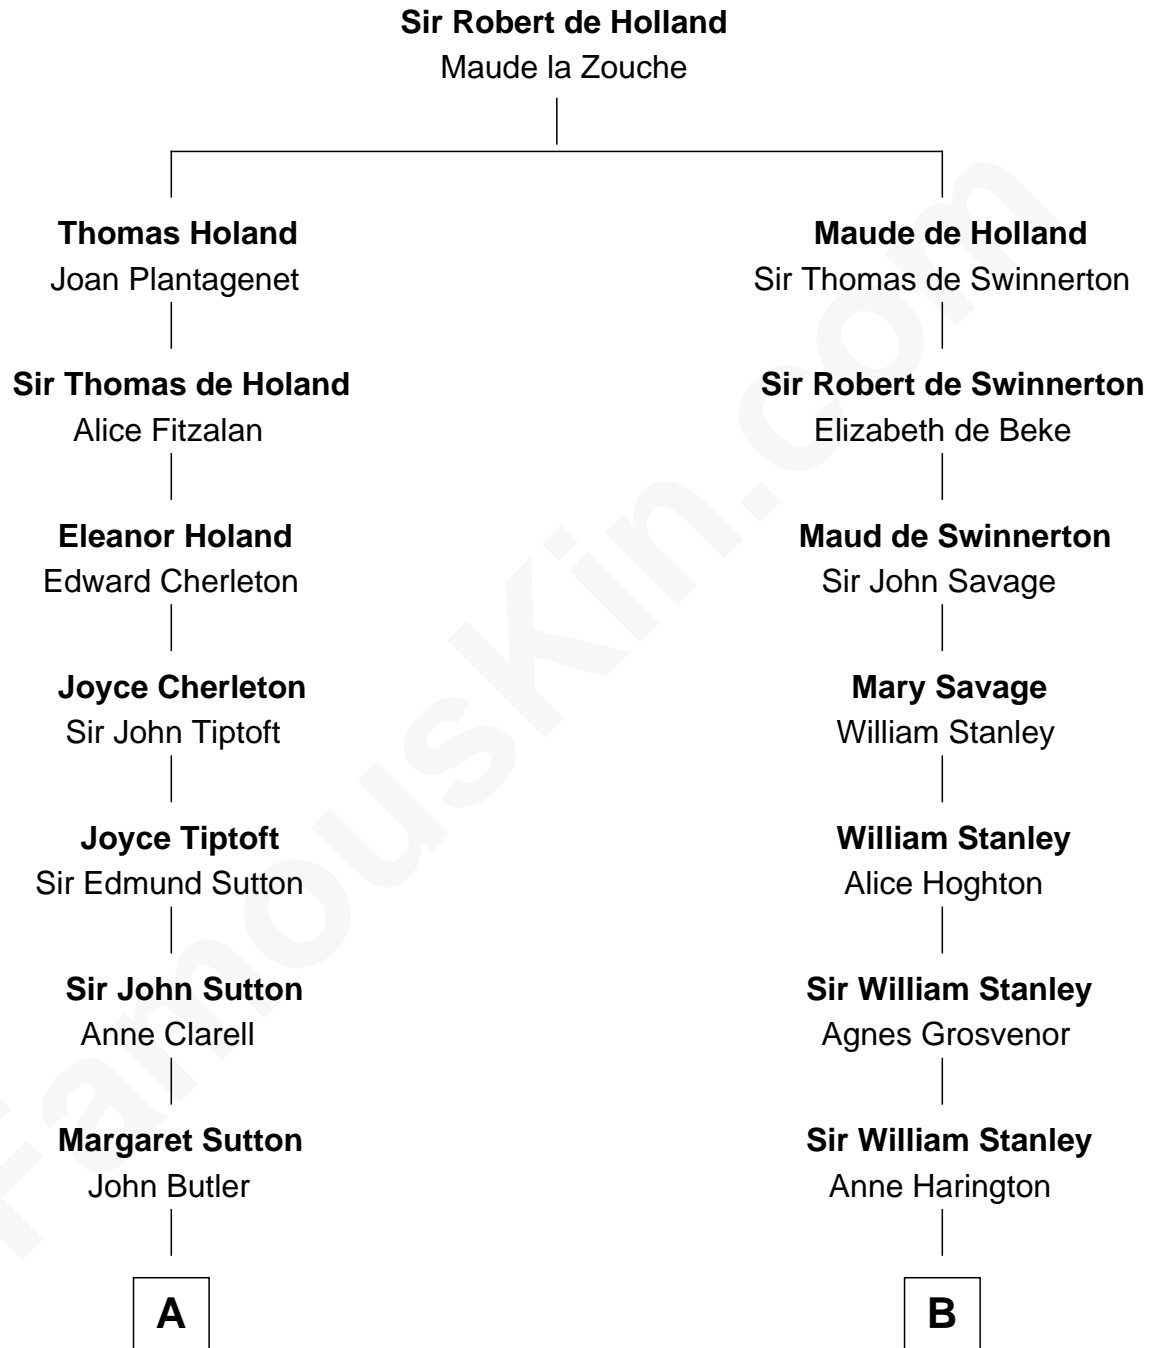 Sir Robert de Holland
Maude la Zouche
Thomas Holand
Joan Plantagenet
Maude de Holland
Sir Thomas de Swinnerton
Sir Thomas de Holand
Alice Fitzalan
Sir Robert de Swinnerton
Elizabeth de Beke
Eleanor Holand
Edward Cherleton
Maud de Swinnerton
Sir John Savage
Joyce Cherleton
Sir John Tiptoft
Mary Savage
William Stanley
Joyce Tiptoft
Sir Edmund Sutton
William Stanley
Alice Hoghton
Sir John Sutton
Anne Clarell
Sir William Stanley
Agnes Grosvenor
Margaret Sutton
John Butler
Sir William Stanley
Anne Harington
A
B
FamousKin.com